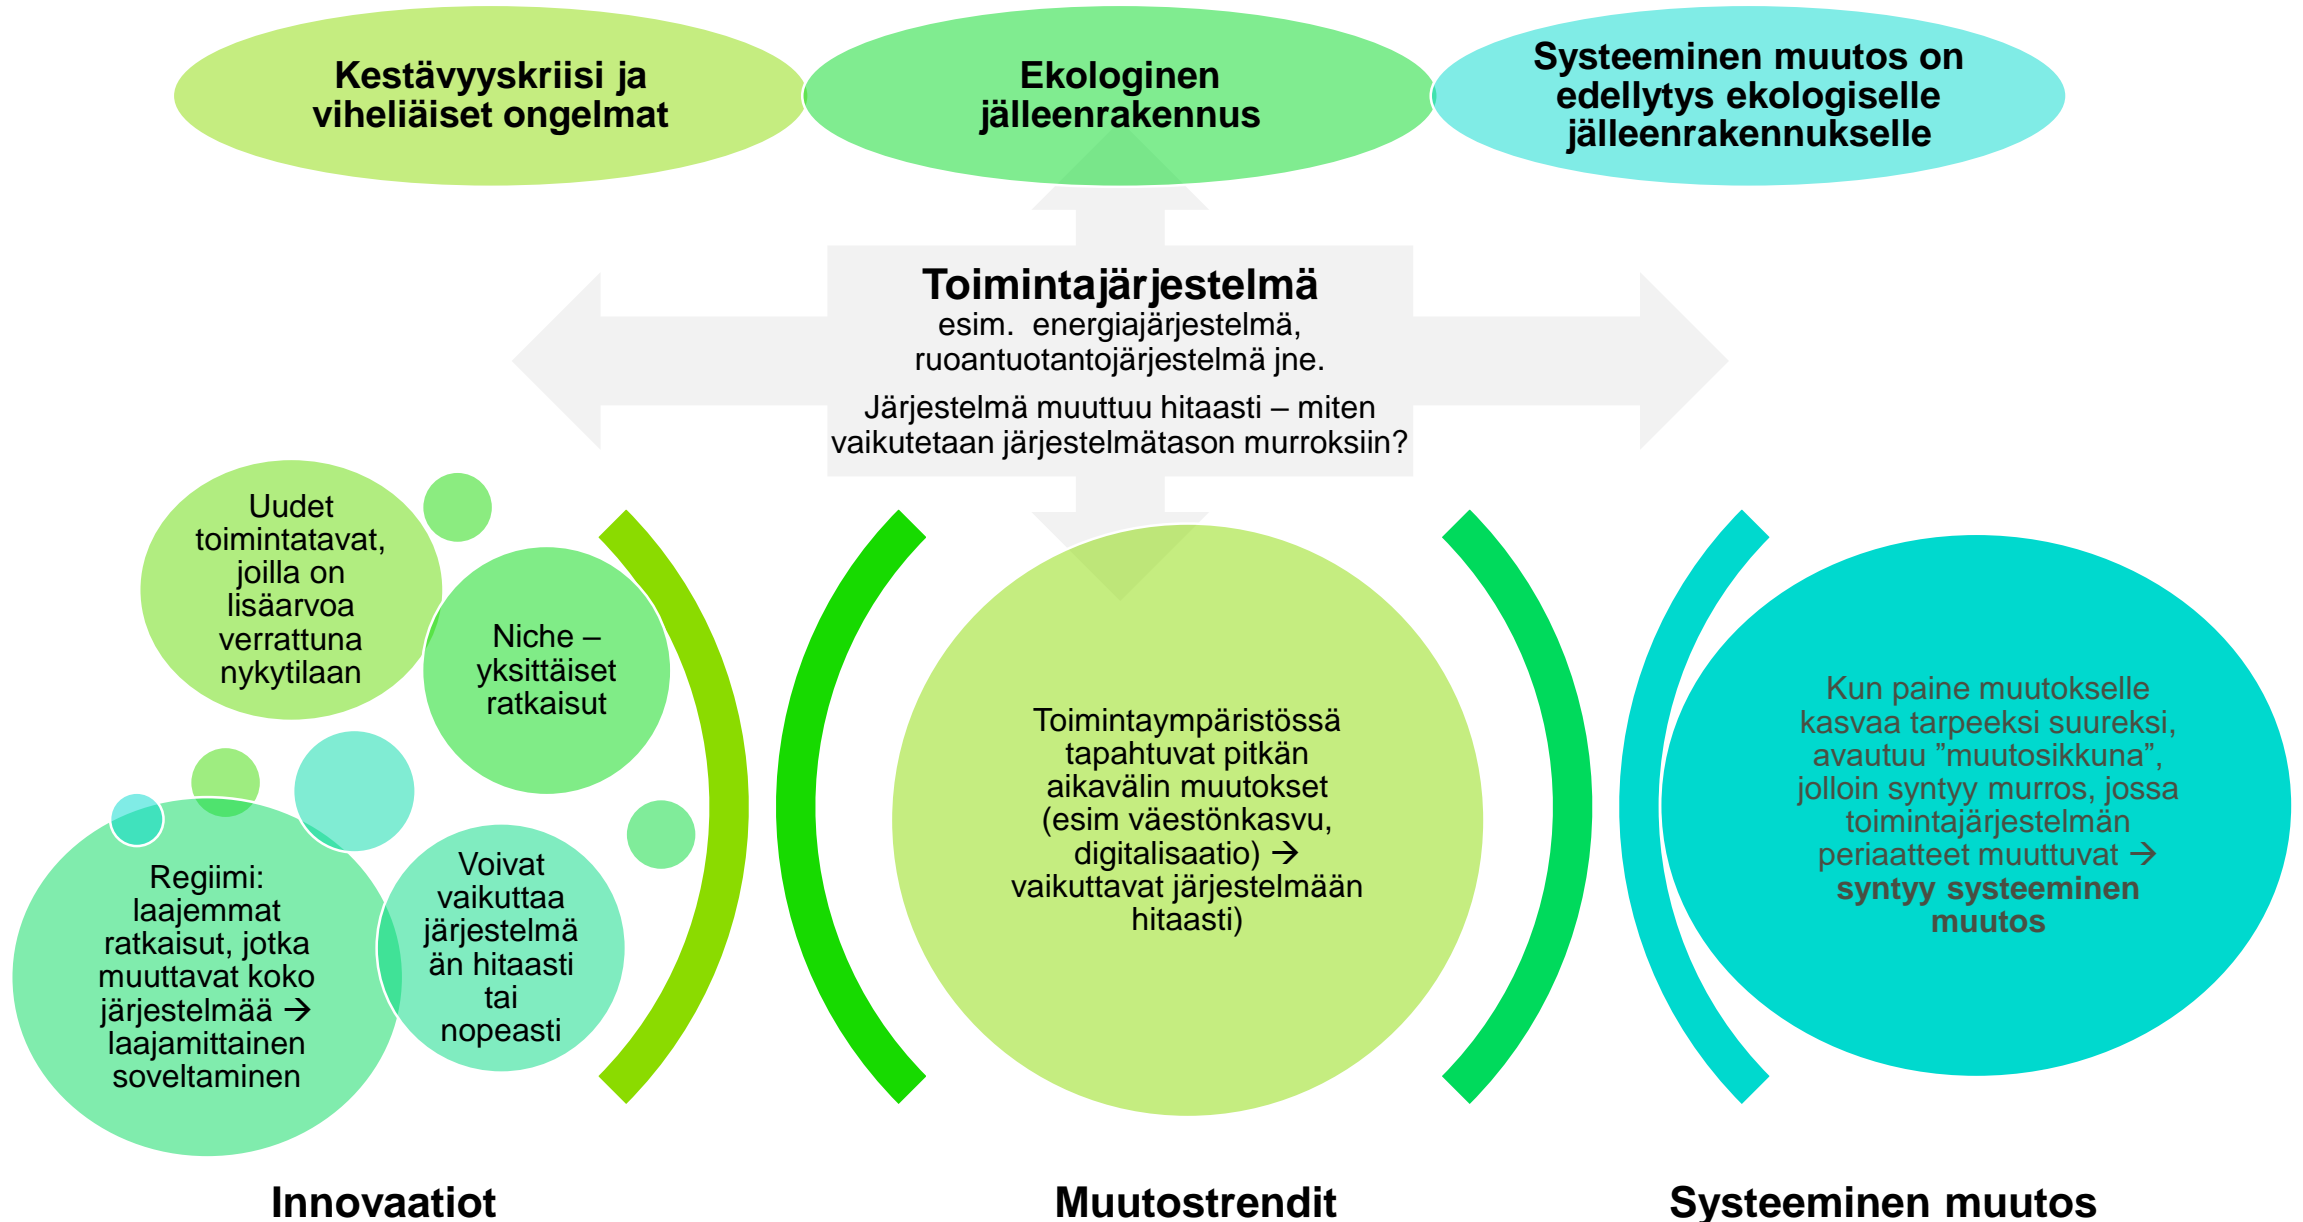 Kestävyyskriisi ja
viheliäiset ongelmat
Ekologinen
jälleenrakennus
Systeeminen muutos on
edellytys ekologiselle
jälleenrakennukselle
Toimintajärjestelmä
esim.  energiajärjestelmä,
ruoantuotantojärjestelmä jne.
Järjestelmä muuttuu hitaasti – miten
vaikutetaan järjestelmätason murroksiin?
Uudet
toimintatavat,
joilla on
lisäarvoa
verrattuna
nykytilaan
Niche –
yksittäiset
ratkaisut
Regiimi:
laajemmat
ratkaisut, jotka
muuttavat koko
järjestelmää →
laajamittainen
soveltaminen
Voivat
vaikuttaa
järjestelmä
än hitaasti
tai
nopeasti
Toimintaympäristössä
tapahtuvat pitkän
aikavälin muutokset
(esim väestönkasvu,
digitalisaatio) →
vaikuttavat järjestelmään
hitaasti)
Kun paine muutokselle
kasvaa tarpeeksi suureksi,
avautuu ”muutosikkuna”,
jolloin syntyy murros, jossa
toimintajärjestelmän
periaatteet muuttuvat →
syntyy systeeminen
muutos
Innovaatiot
Muutostrendit
Systeeminen muutos